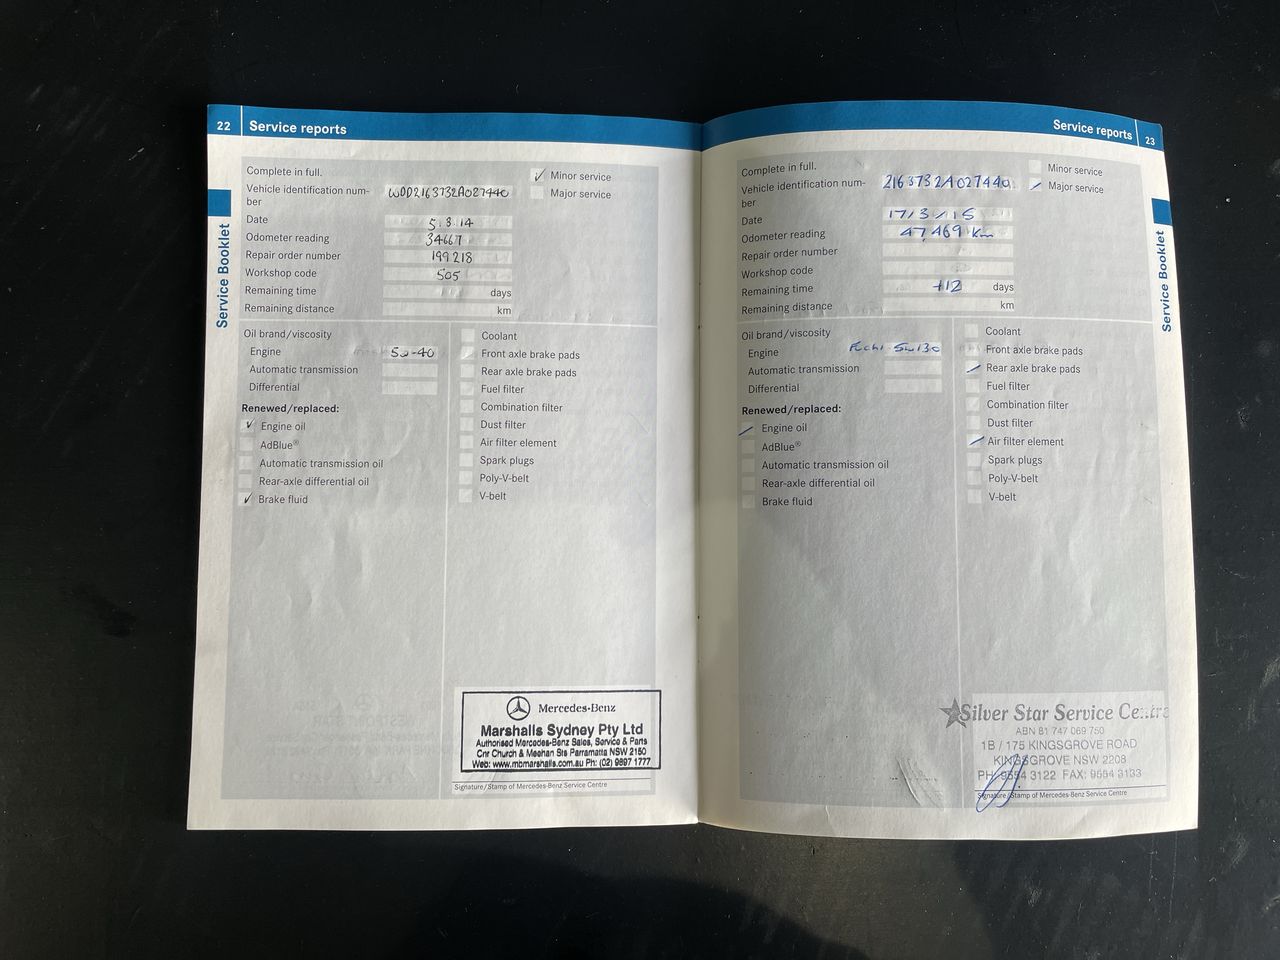 22 Service reports
Service Booklet
Complete in full.
Minor service
Major service
Vehicle identification num-
ber
WDD2163732A027440
Date 5 3 14
Odometer reading 34667
Repair order number 199218
Workshop code 505
Remaining time days
Remaining distance km
Oil brand/viscosity
Engine 5w-40
Automatic transmission
Differential
Renewed/replaced:
Engine oil
AdBlue®
Automatic transmission oil
Rear-axle differential oil
Brake fluid
Coolant
Front axle brake pads
Rear axle brake pads
Fuel filter
Combination filter
Dust filter
Air filter element
Spark plugs
Poly-V-belt
V-belt
Mercedes-Benz
Marshalls Sydney Pty Ltd
Authorised Mercedes-Benz Sales, Service & Parts
Cnr Church & Meehan Sts Parramatta NSW 2150
Web: www.mbmarshalls.com.au Ph: (02) 9897 1777
Signature/Stamp of Mercedes-Benz Service Centre
Service reports 23
Service Booklet
Complete in full.
Minor service
Major service
Vehicle identification num-
ber
2163732A027440
Date 17/3/15
Odometer reading 47,469 km
Repair order number
Workshop code
Remaining time +12 days
Remaining distance km
Oil brand/viscosity
Engine 5w130
Automatic transmission
Differential
Renewed/replaced:
Engine oil
AdBlue®
Automatic transmission oil
Rear-axle differential oil
Brake fluid
Coolant
Front axle brake pads
Rear axle brake pads
Fuel filter
Combination filter
Dust filter
Air filter element
Spark plugs
Poly-V-belt
V-belt
Silver Star Service Centre
ABN 81 747 069 750
1B / 175 KINGSGROVE ROAD
KINGSGROVE NSW 2208
PH: 9554 3122 FAX: 9554 3133
Signature/Stamp of Mercedes-Benz Service Centre